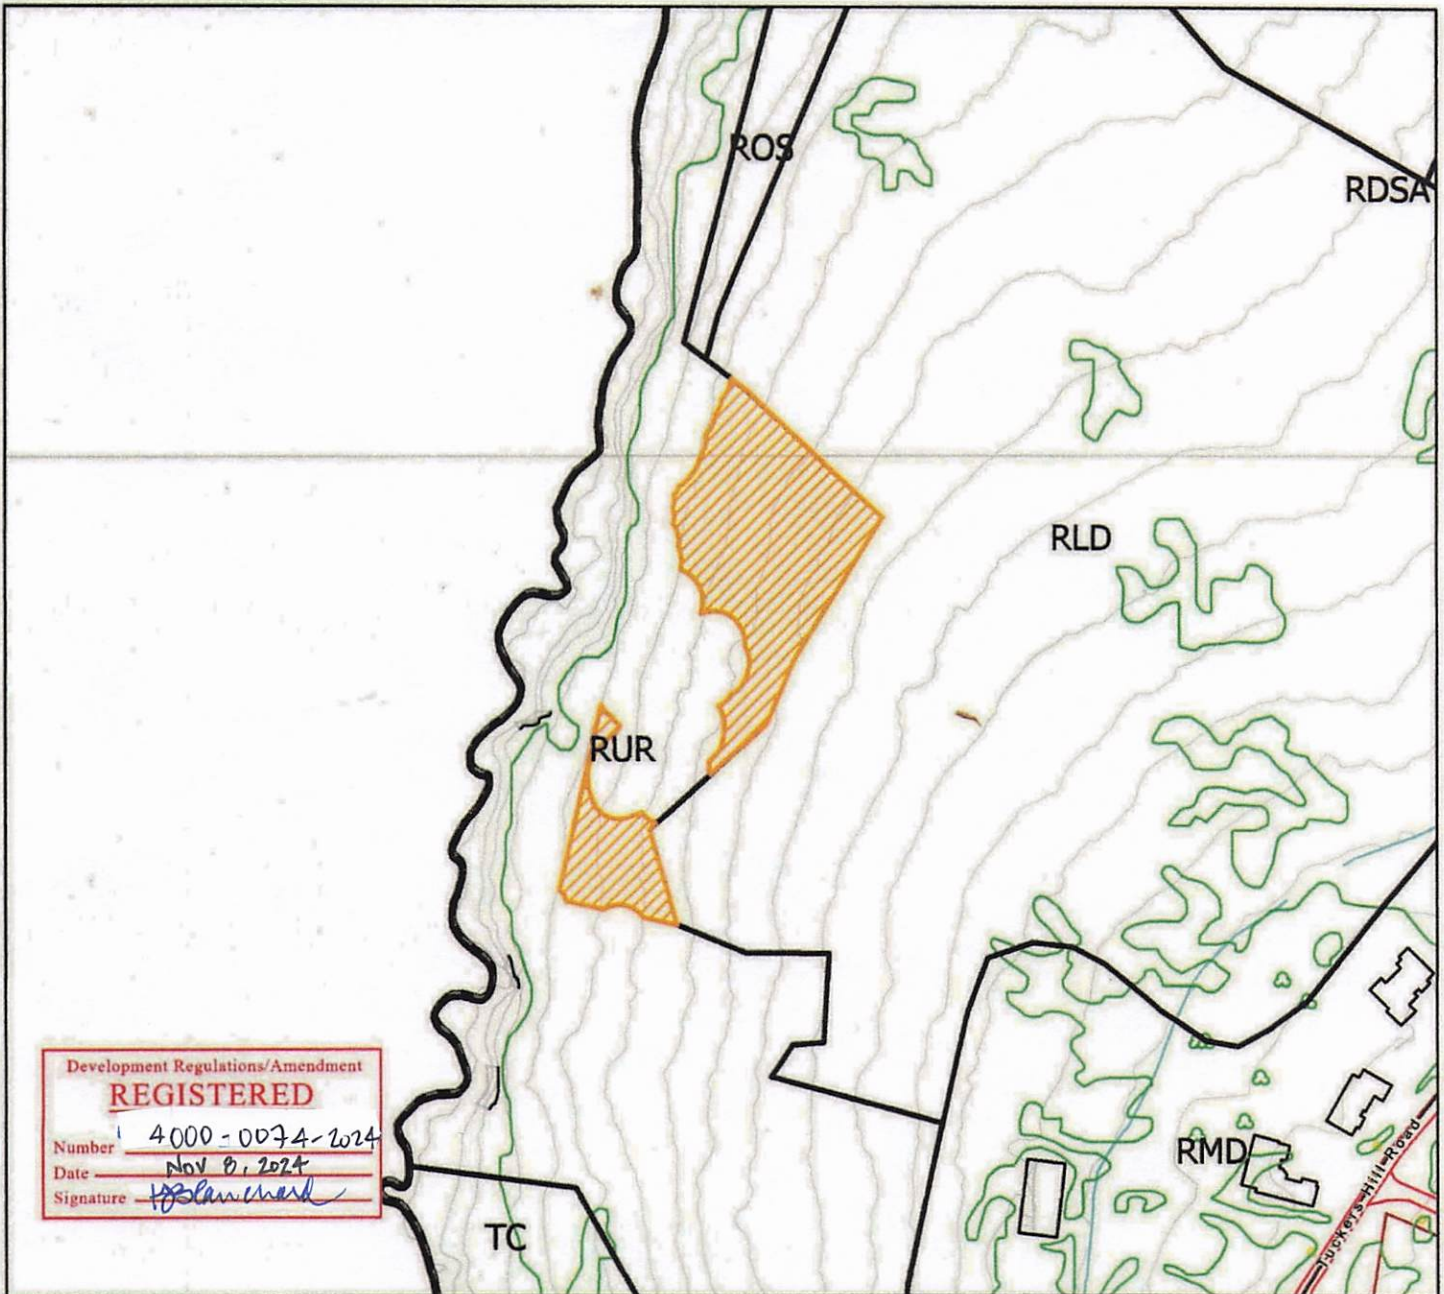 ROS
RDSA
RLD
RUR
Development Regulations/Amendment
REGISTERED
Number 4000-0074-2024
Date Nov 8, 2024
Signature HBlanchard
RMD
Tuckers Hill Road
TC